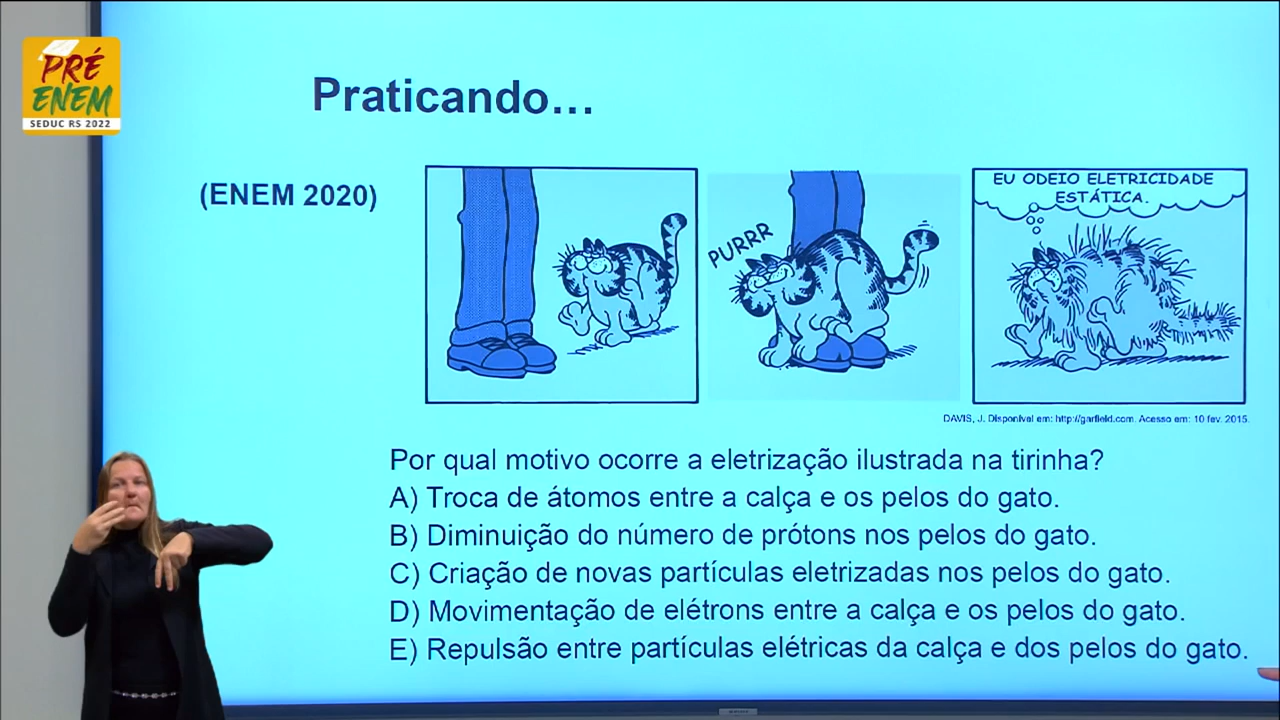 PRÉ
ENEM
SEDUC RS 2022
Praticando...
(ENEM 2020)
PURRR
EU ODEIO ELETRICIDADE
ESTÁTICA.
DAVIS, J. Disponível em: http://garfield.com. Acesso em: 10 fev. 2015.
Por qual motivo ocorre a eletrização ilustrada na tirinha?
A) Troca de átomos entre a calça e os pelos do gato.
B) Diminuição do número de prótons nos pelos do gato.
C) Criação de novas partículas eletrizadas nos pelos do gato.
D) Movimentação de elétrons entre a calça e os pelos do gato.
E) Repulsão entre partículas elétricas da calça e dos pelos do gato.